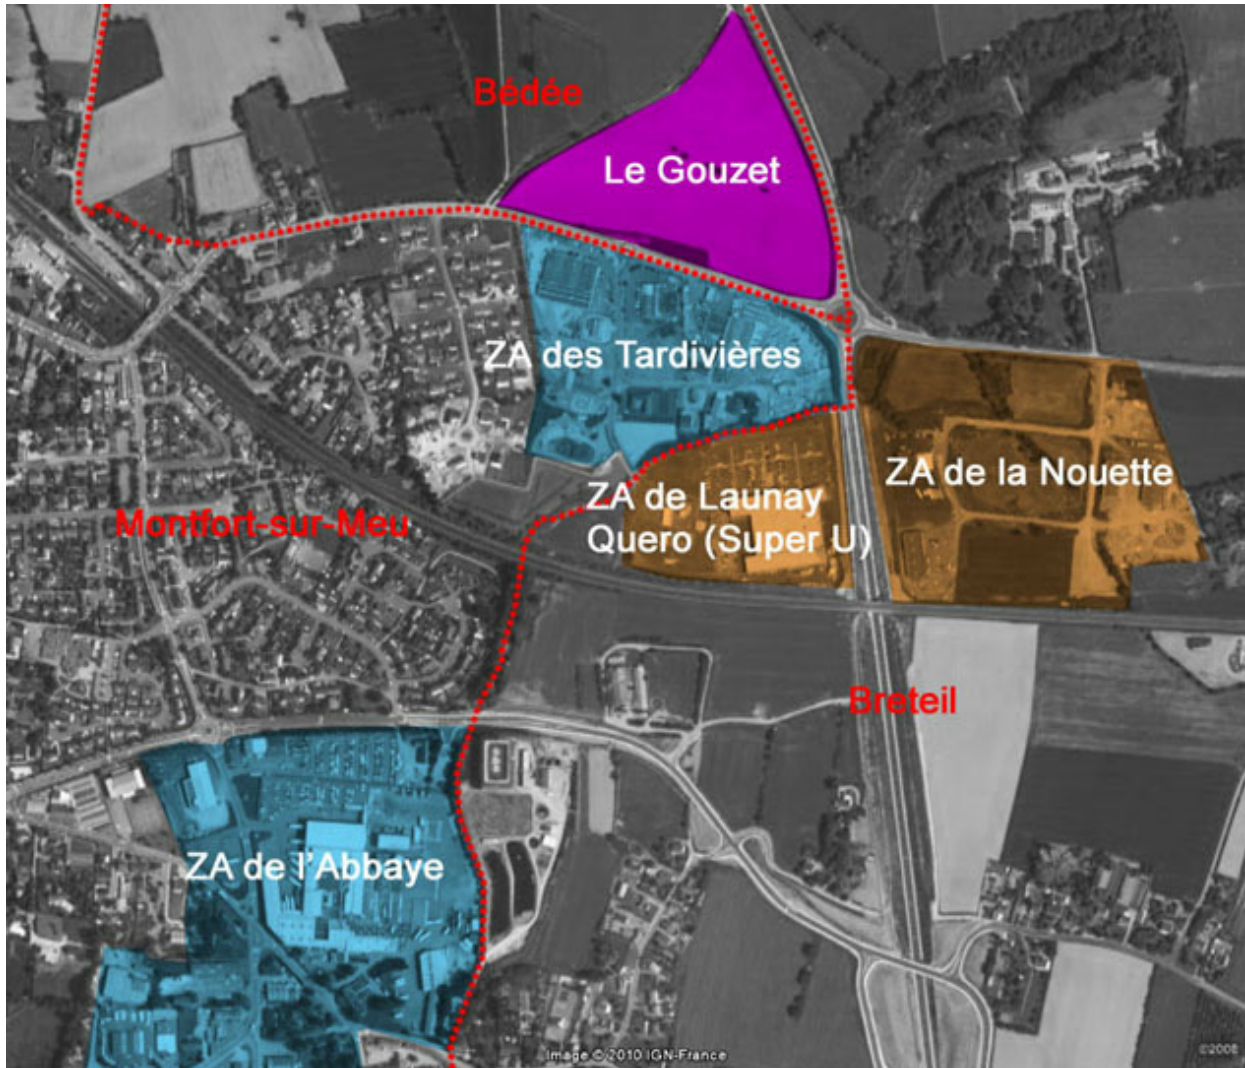 Bédée
Le Gouzet
ZA des Tardivières
ZA de Launay
Quero (Super U)
ZA de la Nouette
Montfort-sur-Meu
Breteil
ZA de l'Abbaye
Image © 2010 IGN-France
©2008